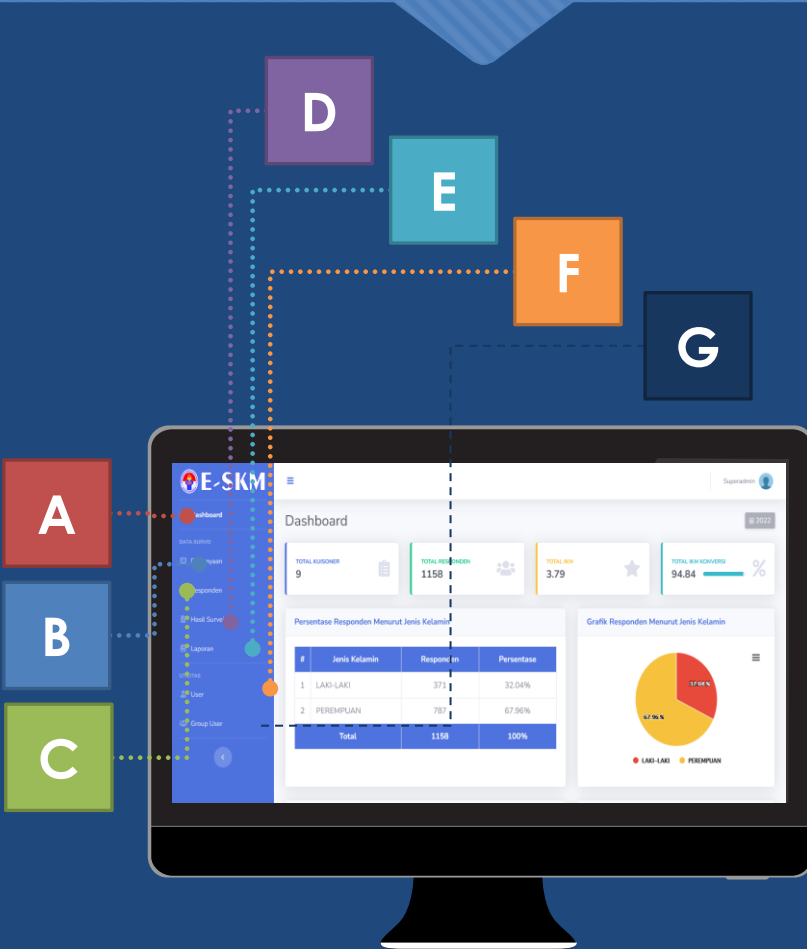 D
E
F
G
A
B
C
E-SKM
Superadmin
Dashboard
2022
DATA SURVEI
Responden
Hasil Survei
Laporan
UTILITAS
User
Group User
TOTAL KUISONER
9
TOTAL RESPONDEN
1158
TOTAL IKM
3.79
TOTAL IKM KONVERSI
94.84
Persentase Responden Menurut Jenis Kelamin
# Jenis Kelamin Responden Persentase
1 LAKI-LAKI 371 32.04%
2 PEREMPUAN 787 67.96%
Total 1158 100%
Grafik Responden Menurut Jenis Kelamin
67.96 %
LAKI-LAKI PEREMPUAN